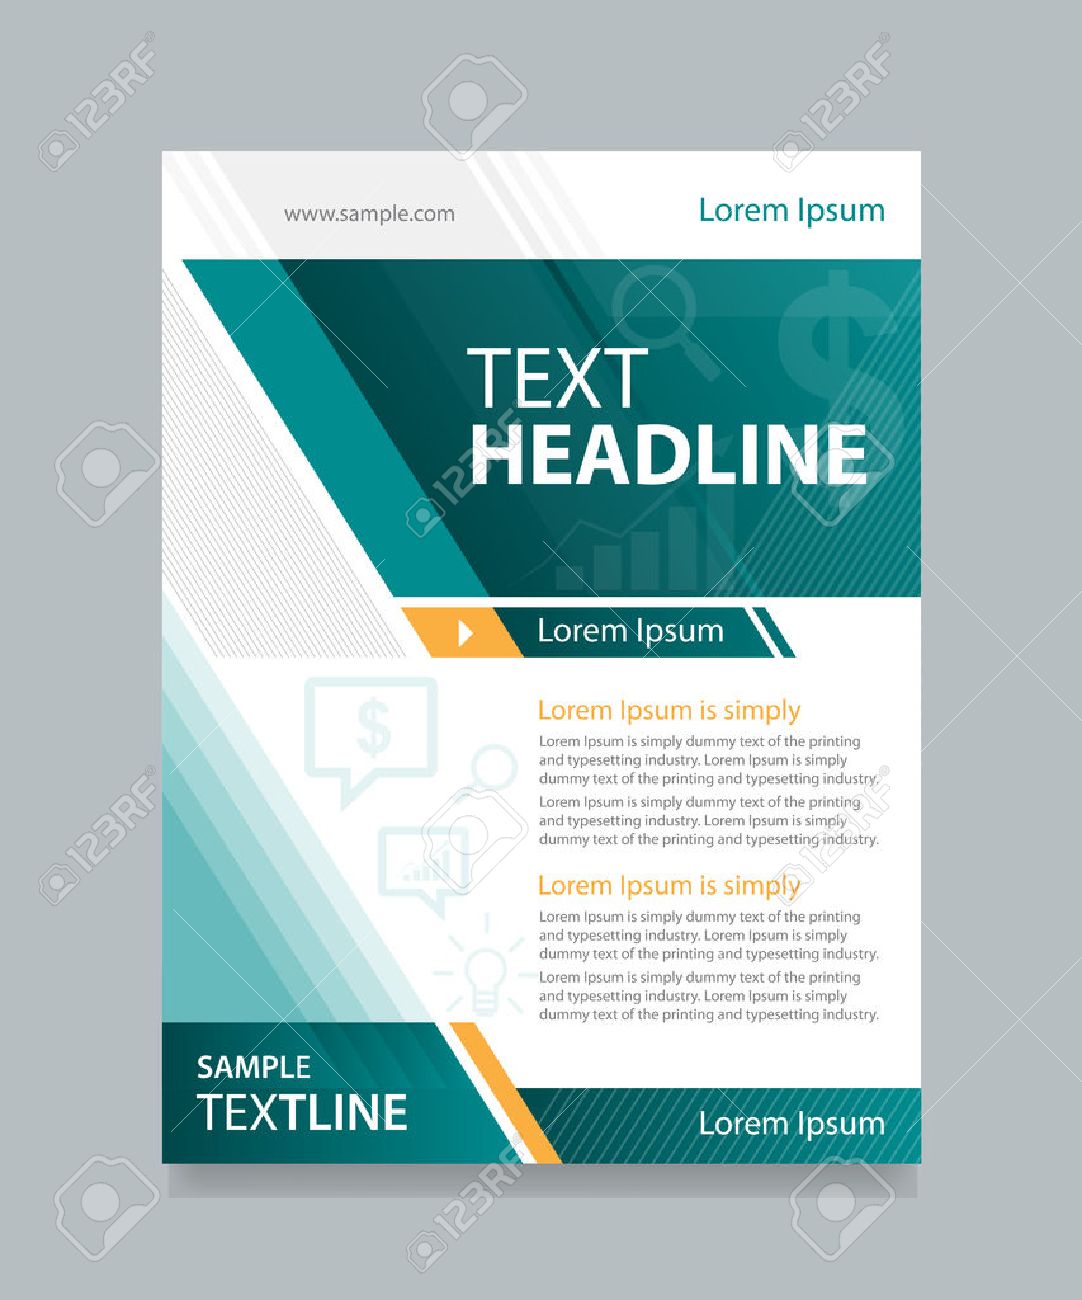 www.sample.com
Lorem Ipsum
TEXT
HEADLINE
Lorem Ipsum
Lorem Ipsum is simply
Lorem Ipsum is simply dummy text of the printing
and typesetting industry. Lorem Ipsum is simply
dummy text of the printing and typesetting industry.
Lorem Ipsum is simply dummy text of the printing
and typesetting industry. Lorem Ipsum is simply
dummy text of the printing and typesetting industry.
Lorem Ipsum is simply
Lorem Ipsum is simply dummy text of the printing
and typesetting industry. Lorem Ipsum is simply
dummy text of the printing and typesetting industry.
Lorem Ipsum is simply dummy text of the printing
and typesetting industry. Lorem Ipsum is simply
dummy text of the printing and typesetting industry.
SAMPLE
TEXTLINE
Lorem Ipsum
123RF
123RF
123RF
123RF
123RF
123RF